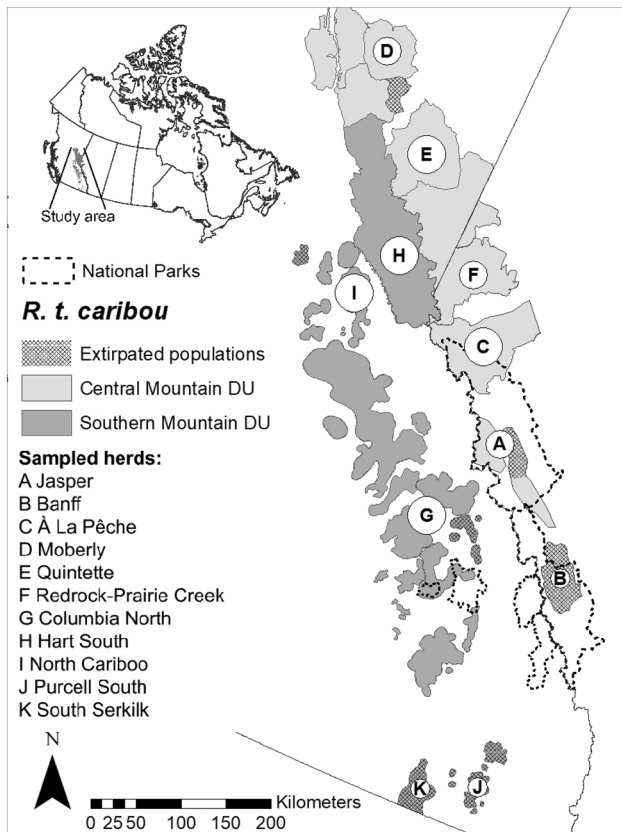 Study area
National Parks
R. t. caribou
Extirpated populations
Central Mountain DU
Southern Mountain DU
Sampled herds:
A Jasper
B Banff
C À La Pêche
D Moberly
E Quintette
F Redrock-Prairie Creek
G Columbia North
H Hart South
I North Cariboo
J Purcell South
K South Serkilk
N
Kilometers
0 25 50 100 150 200
D
E
H
F
I
C
A
G
B
K
J